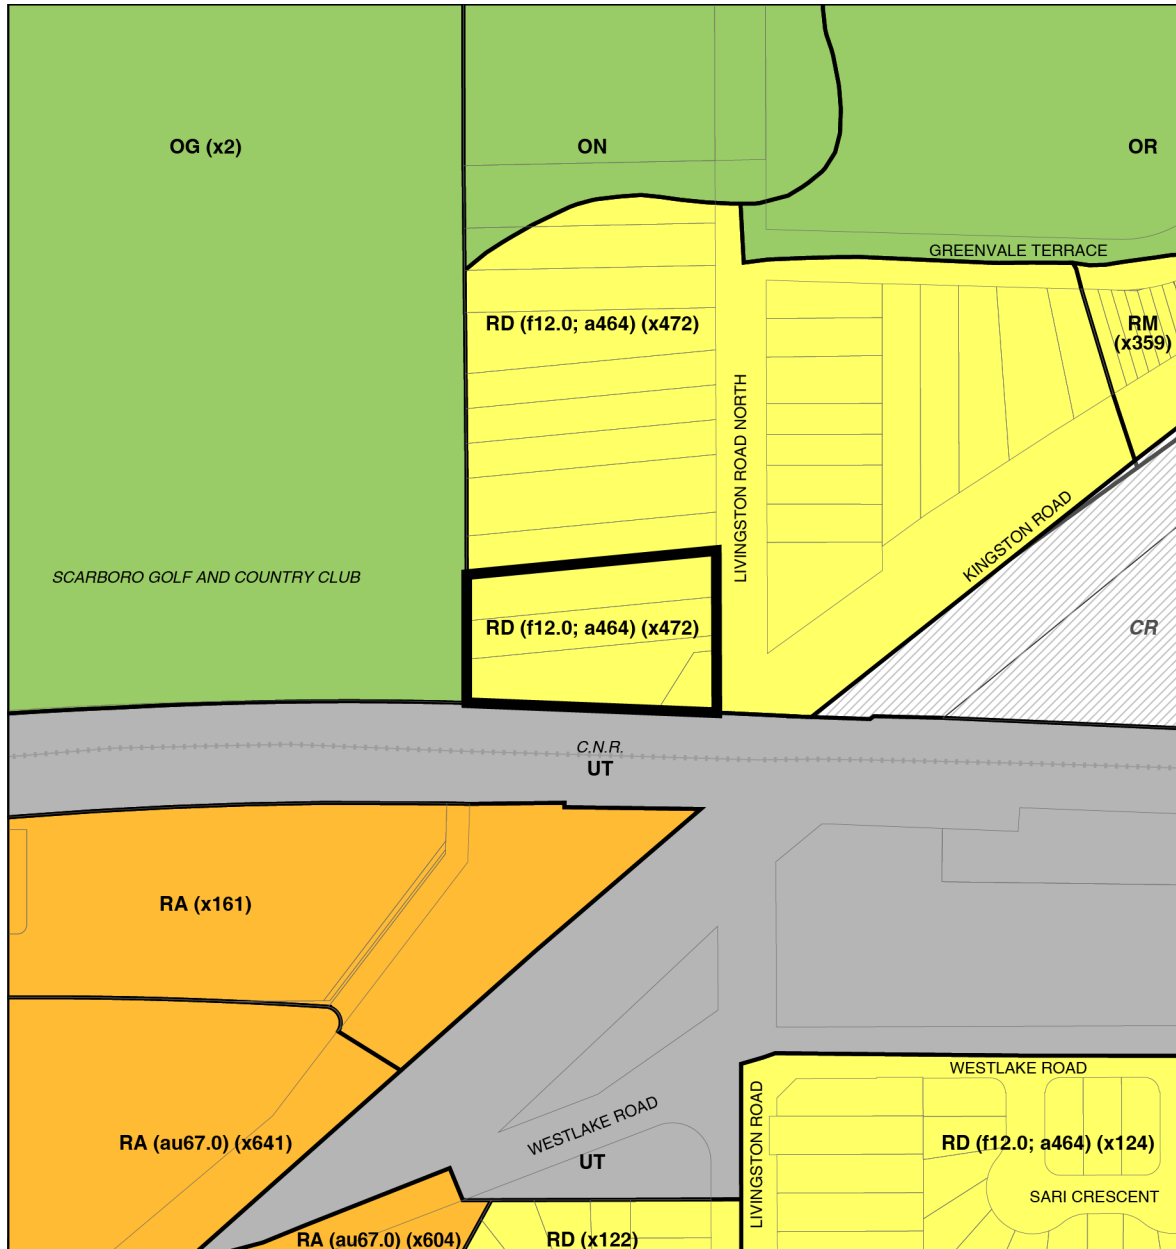 OG (x2)
ON
OR
GREENVALE TERRACE
RD (f12.0; a464) (x472)
RM
(x359)
LIVINGSTON ROAD NORTH
KINGSTON ROAD
SCARBORO GOLF AND COUNTRY CLUB
RD (f12.0; a464) (x472)
CR
C.N.R.
UT
RA (x161)
WESTLAKE ROAD
LIVINGSTON ROAD
WESTLAKE ROAD
RA (au67.0) (x641)
RD (f12.0; a464) (x124)
UT
SARI CRESCENT
RA (au67.0) (x604)
RD (x122)